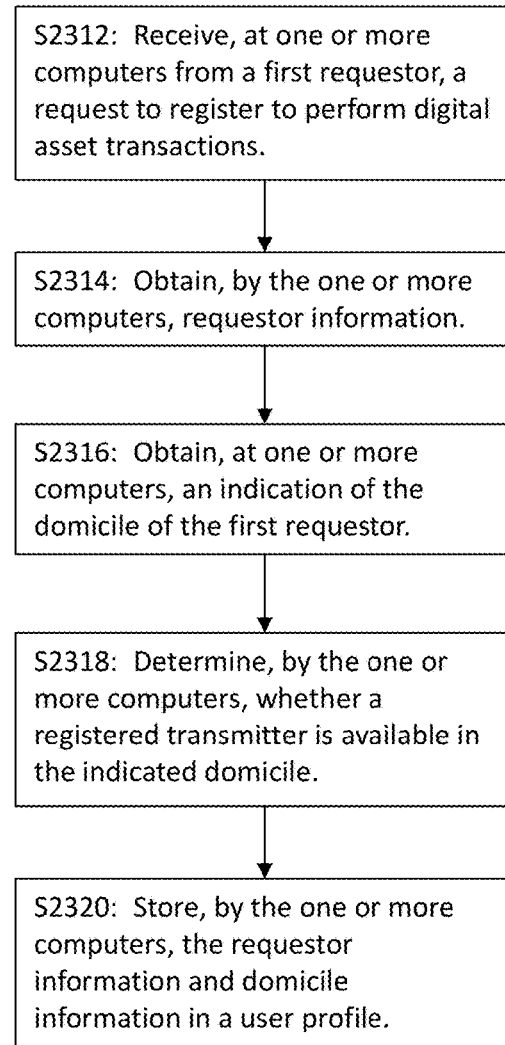 S2312: Receive, at one or more
computers from a first requestor, a
request to register to perform digital
asset transactions.
S2314: Obtain, by the one or more
computers, requestor information.
S2316: Obtain, at one or more
computers, an indication of the
domicile of the first requestor.
S2318: Determine, by the one or
more computers, whether a
registered transmitter is available in
the indicated domicile.
S2320: Store, by the one or more
computers, the requestor
information and domicile
information in a user profile.